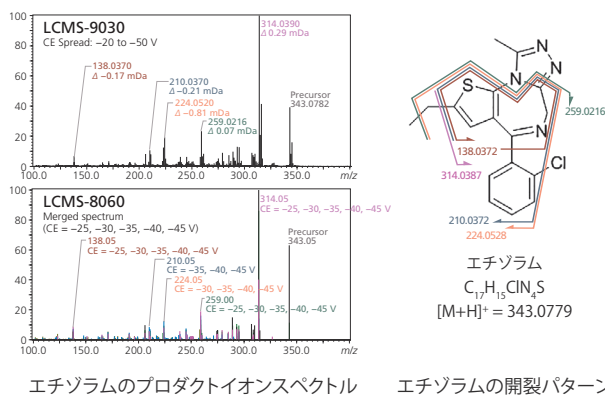 LCMS-9030
CE Spread: −20 to −50 V
314.0390
Δ 0.29 mDa
138.0370
Δ −0.17 mDa
210.0370
Δ −0.21 mDa
224.0520
Δ −0.81 mDa
259.0216
Δ 0.07 mDa
Precursor
343.0782
%
100
0
100.0 150.0 200.0 250.0 300.0 350.0 m/z
LCMS-8060
Merged spectrum
(CE = −25, −30, −35, −40, −45 V)
314.05
CE = −25, −30, −35, −40, −45 V
138.05
CE = −25, −30, −35, −40, −45 V
Precursor
343.05
210.05
CE = −35, −40, −45 V
224.05
CE = −30, −35, −40, −45 V
259.00
CE = −25, −30, −35, −40, −45 V
%
100
0
100.0 150.0 200.0 250.0 300.0 350.0 m/z
エチゾラムのプロダクトイオンスペクトル
N
N
N
S
N
Cl
259.0216
138.0372
314.0387
210.0372
224.0528
エチゾラム
C₁₇H₁₅ClN₄S
[M+H]⁺ = 343.0779
エチゾラムの開裂パターン